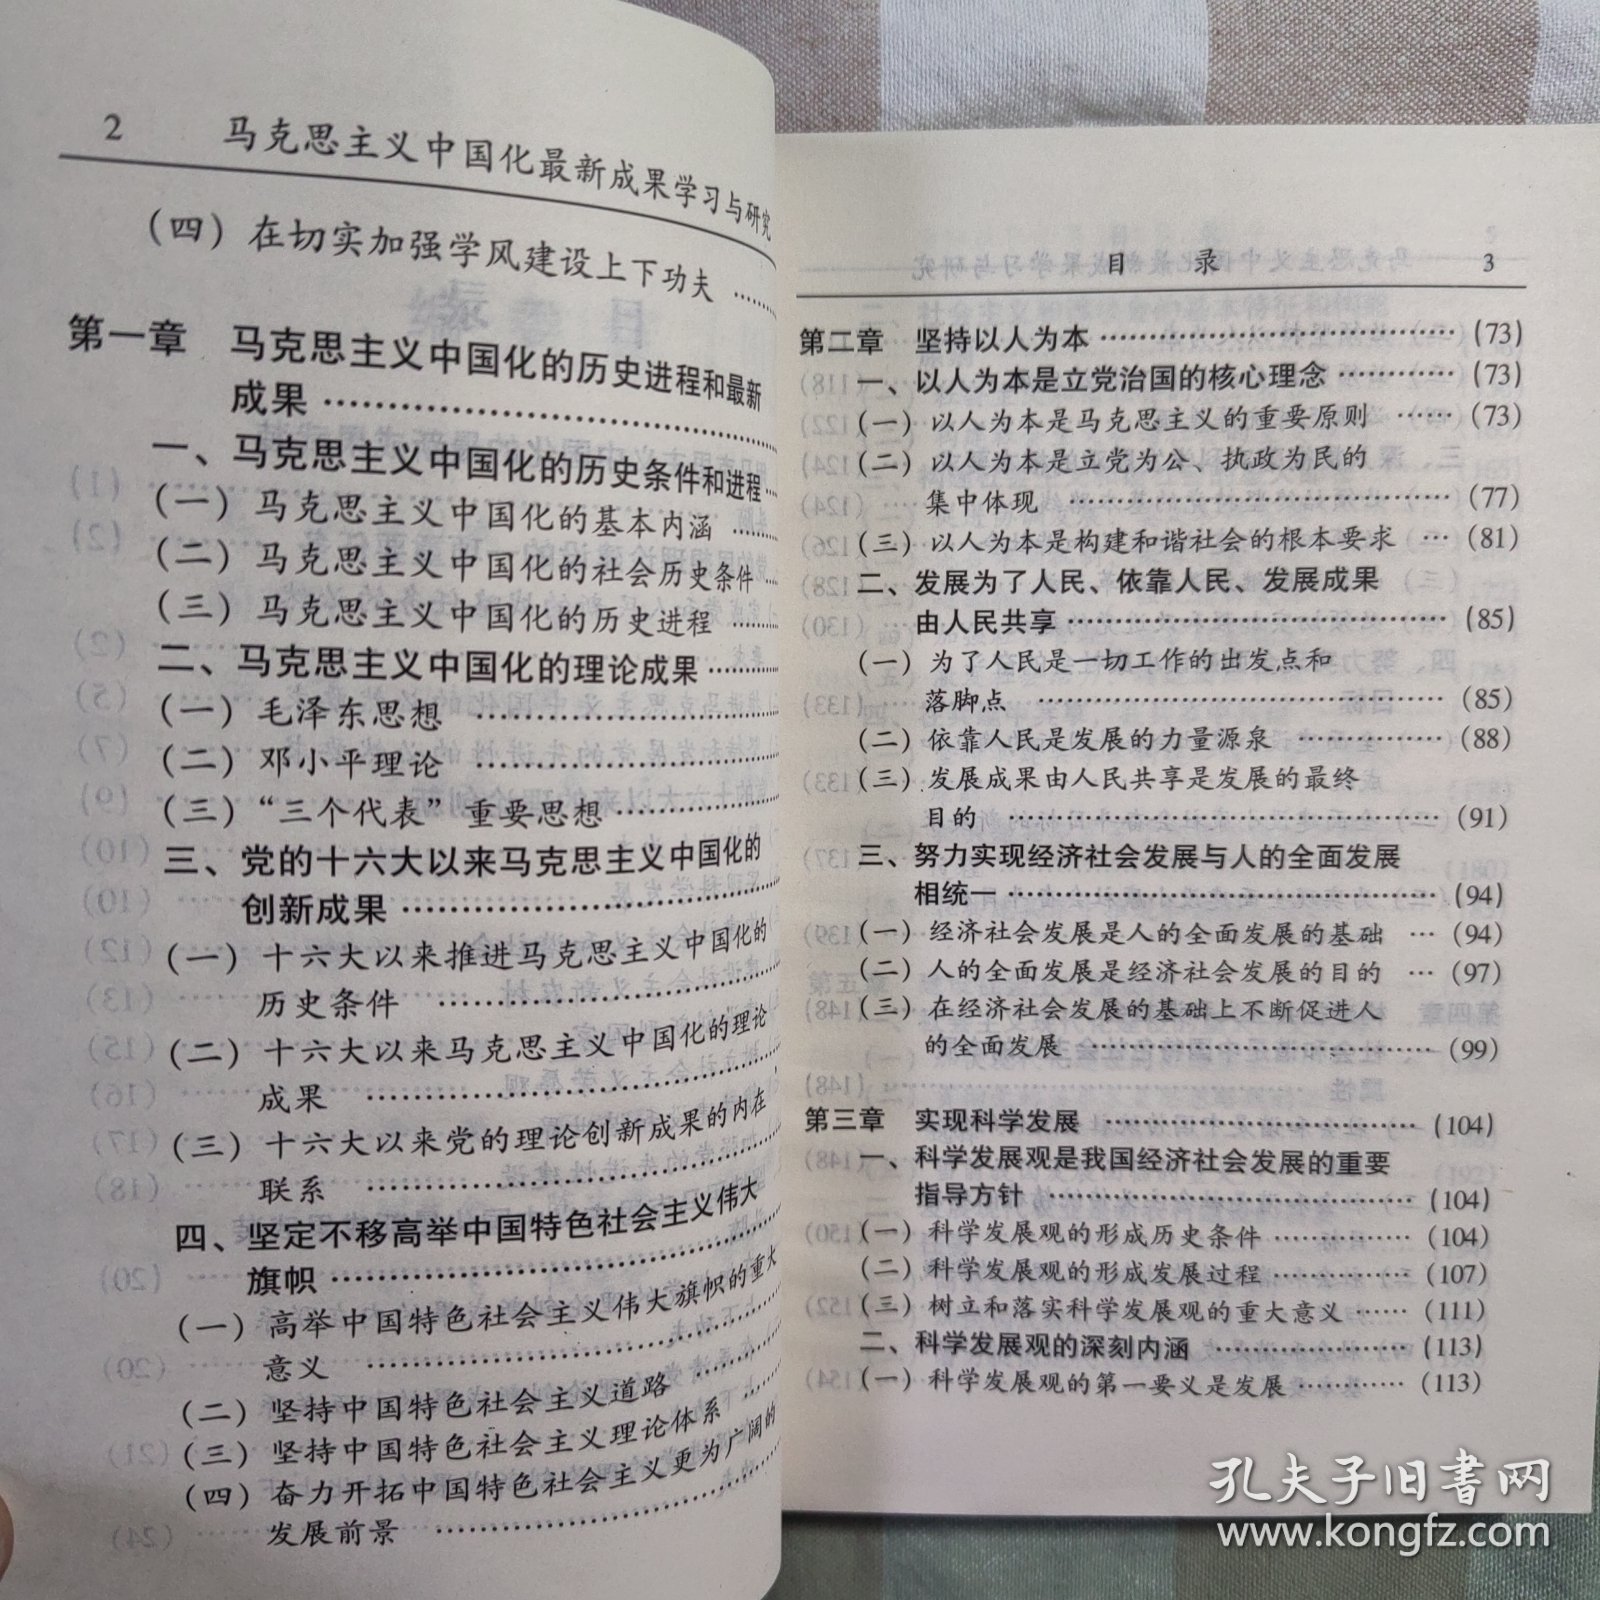 2 马克思主义中国化最新成果学习与研究
（四）在切实加强学风建设上下功夫 ……
第一章 马克思主义中国化的历史进程和最新
成果 ……………………
一、马克思主义中国化的历史条件和进程 …
（一）马克思主义中国化的基本内涵 ……
（二）马克思主义中国化的社会历史条件 …
（三）马克思主义中国化的历史进程 ……
二、马克思主义中国化的理论成果 ………
（一）毛泽东思想 ………………
（二）邓小平理论 ………………
（三）“三个代表”重要思想 …………
三、党的十六大以来马克思主义中国化的
创新成果 …………………
（一）十六大以来推进马克思主义中国化的
历史条件 ………………
（二）十六大以来马克思主义中国化的理论
成果 …………………
（三）十六大以来党的理论创新成果的内在
联系 …………………
四、坚定不移高举中国特色社会主义伟大
旗帜 ……………………
（一）高举中国特色社会主义伟大旗帜的重大
意义 …………………
（二）坚持中国特色社会主义道路 ……
（三）坚持中国特色社会主义理论体系 ……
（四）奋力开拓中国特色社会主义更为广阔的
发展前景 ………………
目 录 3
第二章 坚持以人为本 …………………… (73)
一、以人为本是立党治国的核心理念 ………… (73)
（一）以人为本是马克思主义的重要原则 …… (73)
（二）以人为本是立党为公、执政为民的
集中体现 ……………………… (77)
（三）以人为本是构建和谐社会的根本要求 … (81)
二、发展为了人民、依靠人民、发展成果
由人民共享 ……………………… (85)
（一）为了人民是一切工作的出发点和
落脚点 ……………………… (85)
（二）依靠人民是发展的力量源泉 ………… (88)
（三）发展成果由人民共享是发展的最终
目的 ……………………… (91)
三、努力实现经济社会发展与人的全面发展
相统一 ……………………… (94)
（一）经济社会发展是人的全面发展的基础 … (94)
（二）人的全面发展是经济社会发展的目的 … (97)
（三）在经济社会发展的基础上不断促进人
的全面发展 ……………………… (99)
第三章 实现科学发展 …………………… (104)
一、科学发展观是我国经济社会发展的重要
指导方针 ……………………… (104)
（一）科学发展观的形成历史条件 ………… (104)
（二）科学发展观的形成发展过程 ………… (107)
（三）树立和落实科学发展观的重大意义 …… (111)
二、科学发展观的深刻内涵 ……………… (113)
（一）科学发展观的第一要义是发展 ………… (113)
孔夫子旧书网
www.kongfz.com